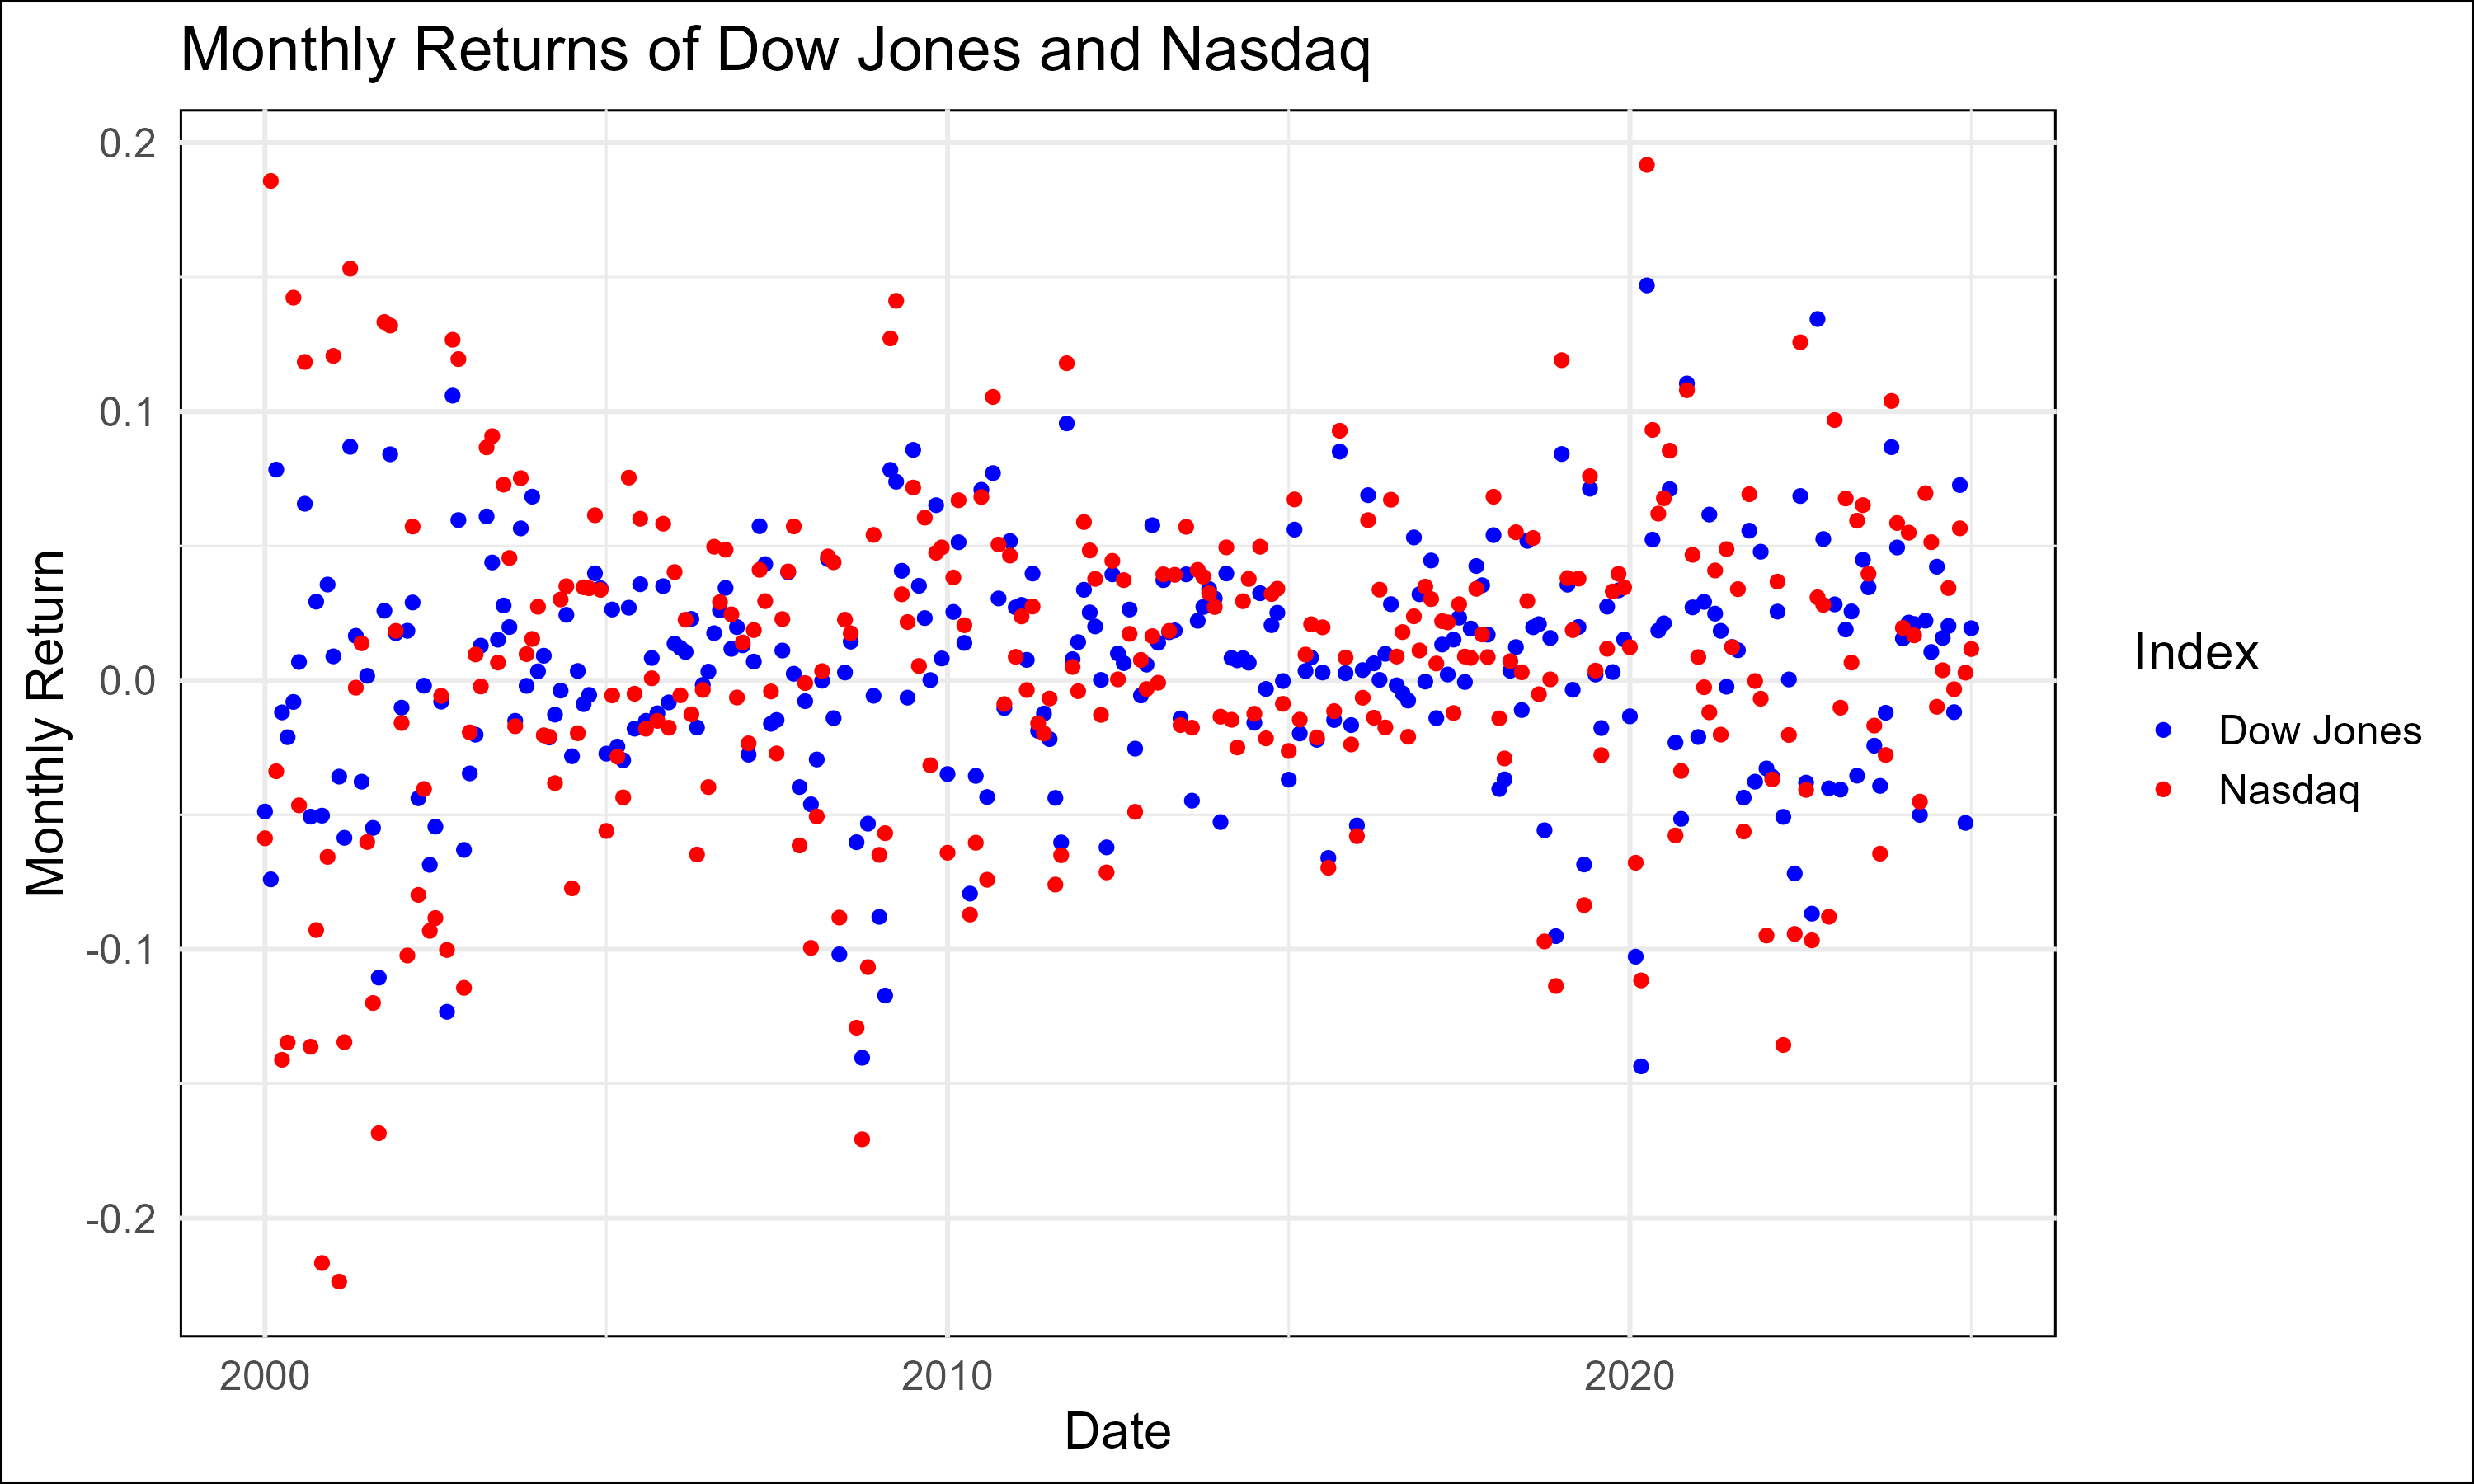 Monthly Returns of Dow Jones and Nasdaq
0.2
0.1
0.0
-0.1
-0.2
Monthly Return
2000
2010
2020
Date
Index
Dow Jones
Nasdaq